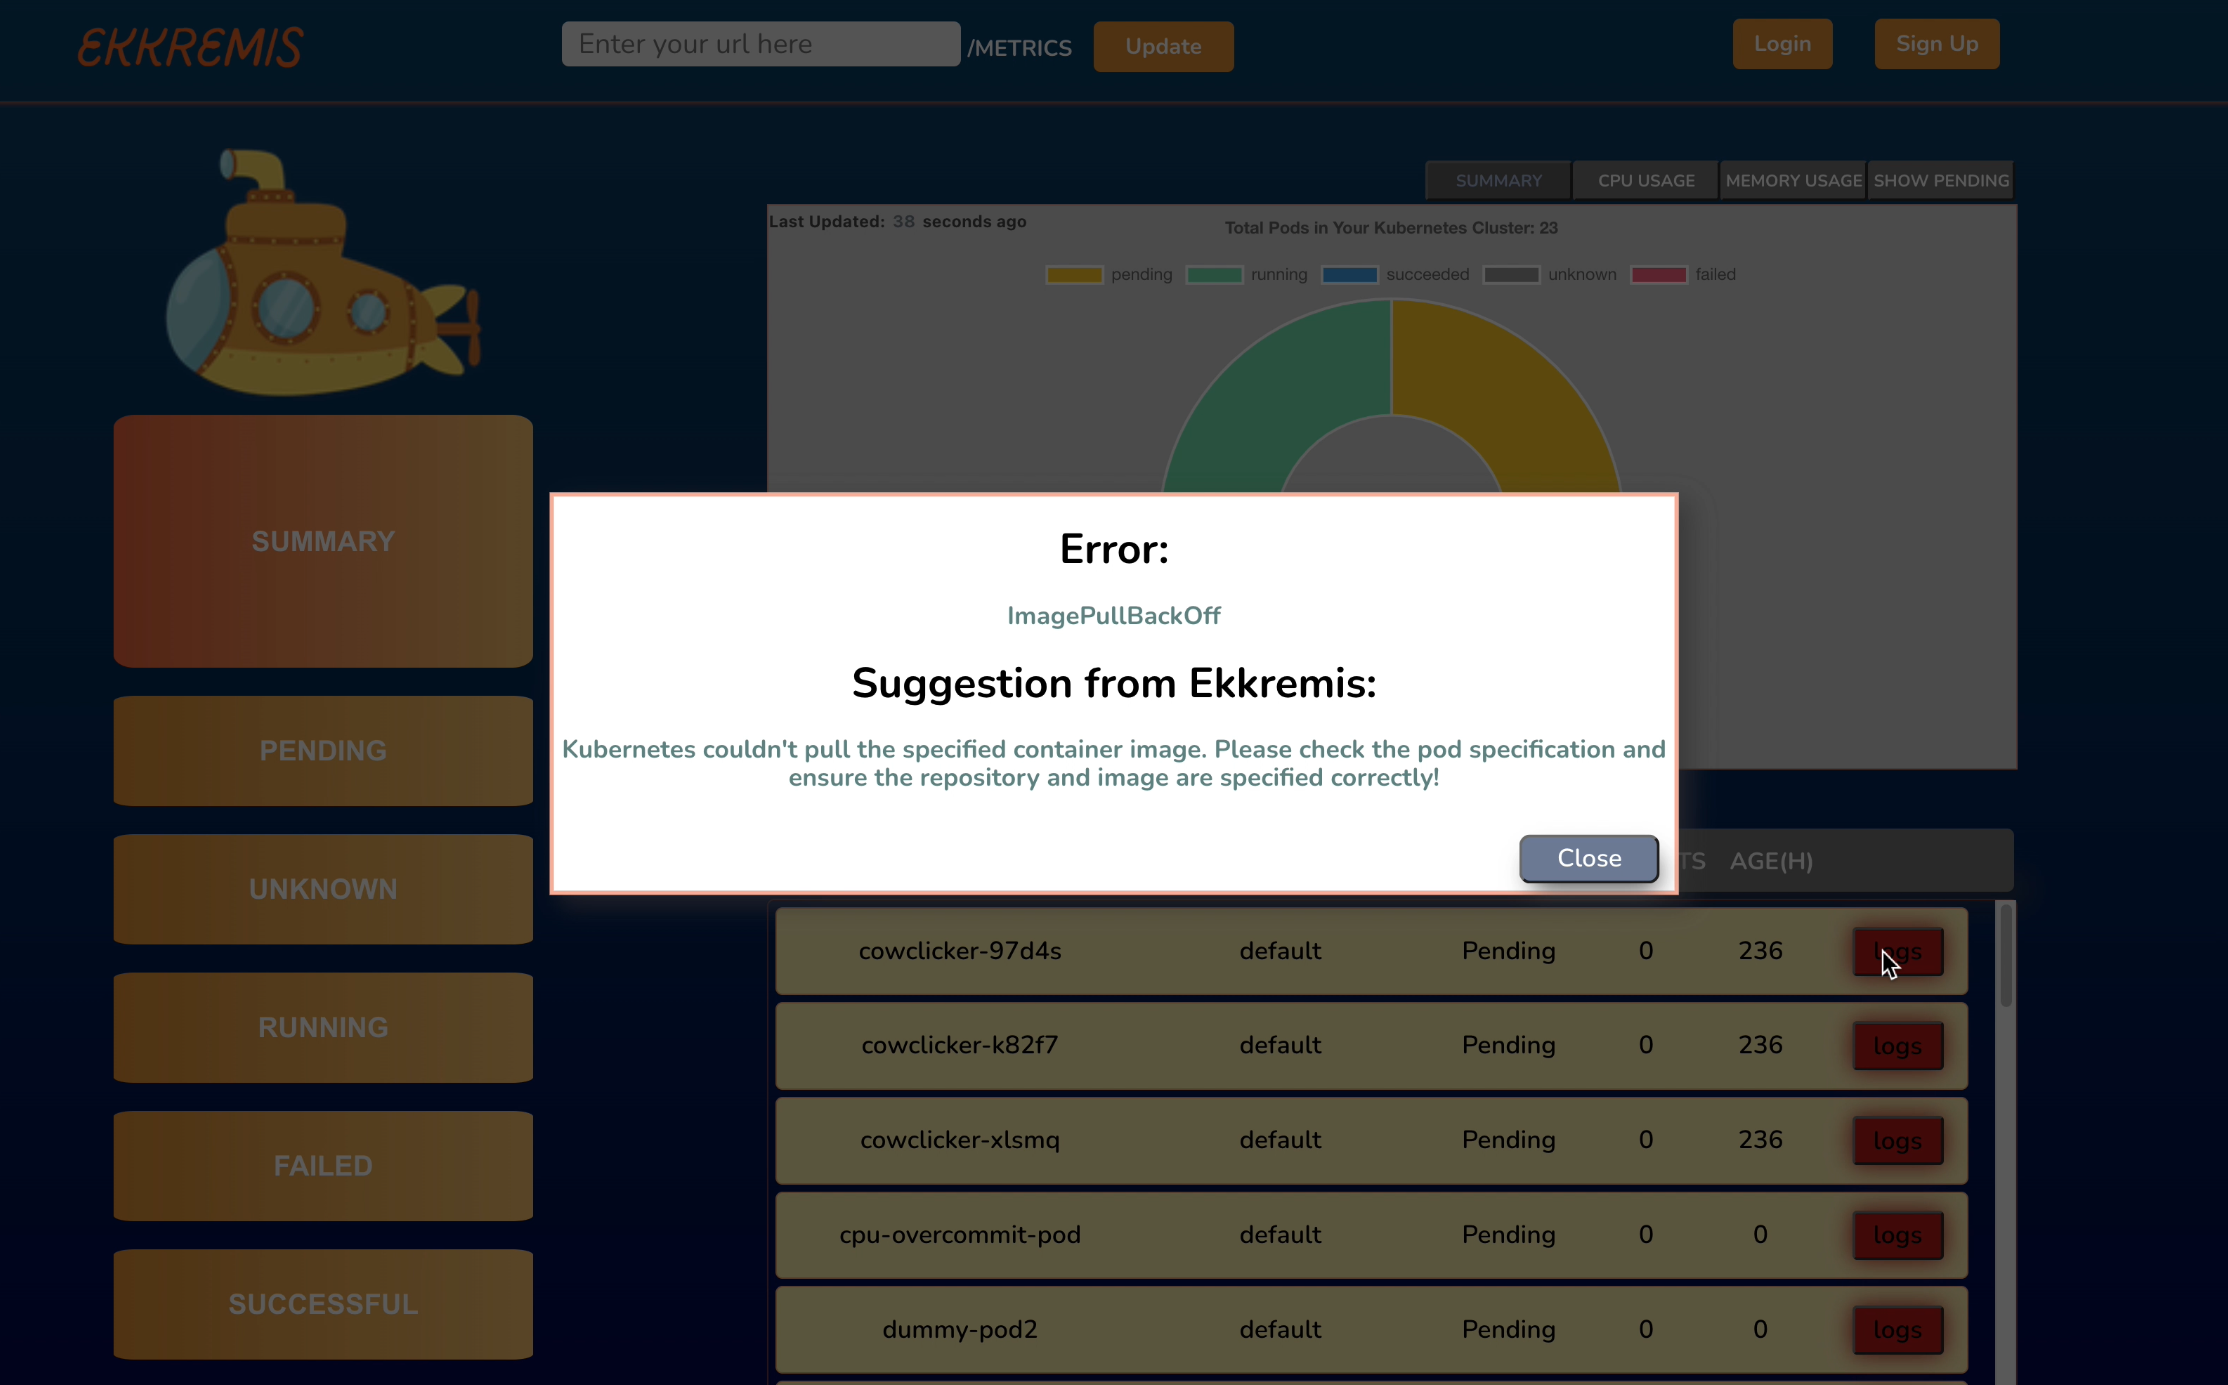 EKKREMIS
Enter your url here
/METRICS
Update
Login
Sign Up
SUMMARY
CPU USAGE
MEMORY USAGE
SHOW PENDING
Last Updated: 38 seconds ago
Total Pods in Your Kubernetes Cluster: 23
pending
running
succeeded
unknown
failed
SUMMARY
PENDING
UNKNOWN
RUNNING
FAILED
SUCCESSFUL
Error:
ImagePullBackOff
Suggestion from Ekkremis:
Kubernetes couldn't pull the specified container image. Please check the pod specification and
ensure the repository and image are specified correctly!
Close
TS AGE(H)
cowclicker-97d4s default Pending 0 236 logs
cowclicker-k82f7 default Pending 0 236 logs
cowclicker-xlsmq default Pending 0 236 logs
cpu-overcommit-pod default Pending 0 0 logs
dummy-pod2 default Pending 0 0 logs